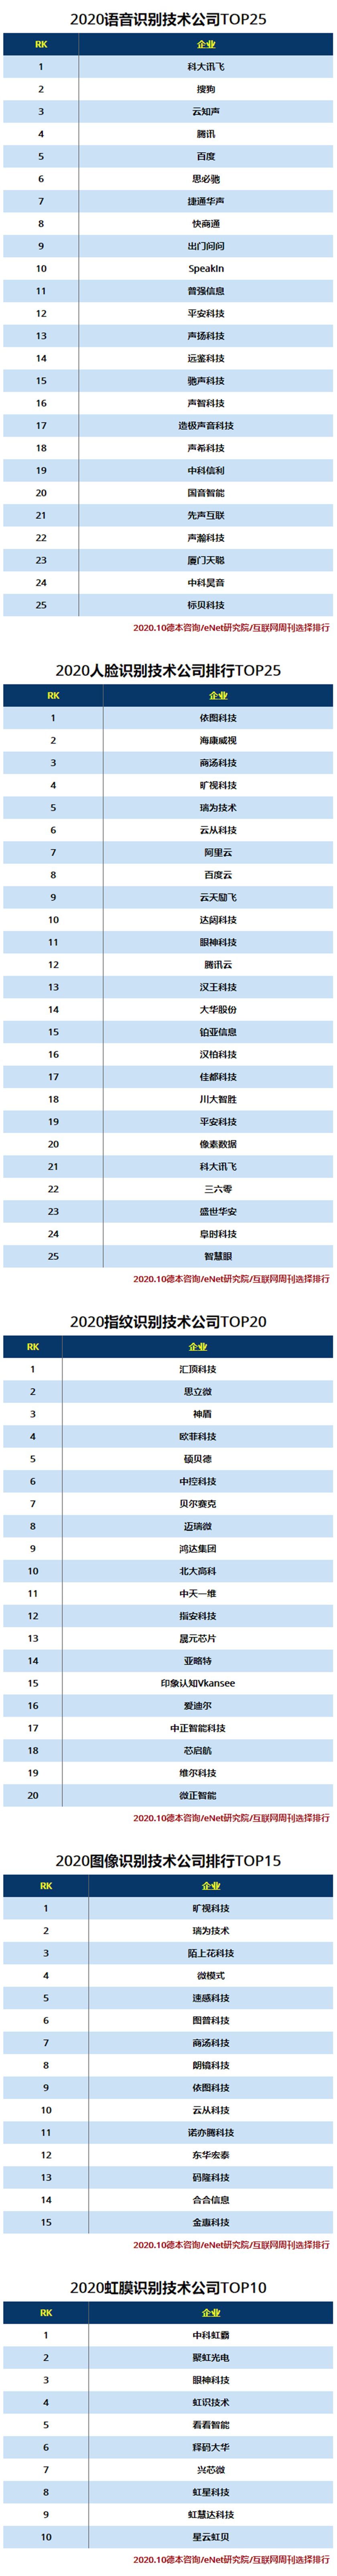 2020语音识别技术公司TOP25
RK 企业
1 科大讯飞
2 搜狗
3 云知声
4 腾讯
5 百度
6 思必驰
7 捷通华声
8 快商通
9 出门问问
10 SpeakIn
11 普强信息
12 平安科技
13 声扬科技
14 远鉴科技
15 驰声科技
16 声智科技
17 造极声音科技
18 声希科技
19 中科信利
20 国音智能
21 先声互联
22 声瀚科技
23 厦门天聪
24 中科昊音
25 标贝科技
2020.10德本咨询/eNet研究院/互联网周刊选择排行
2020人脸识别技术公司排行TOP25
RK 企业
1 依图科技
2 海康威视
3 商汤科技
4 旷视科技
5 瑞为技术
6 云从科技
7 阿里云
8 百度云
9 云天励飞
10 达闼科技
11 眼神科技
12 腾讯云
13 汉王科技
14 大华股份
15 铂亚信息
16 汉柏科技
17 佳都科技
18 川大智胜
19 平安科技
20 像素数据
21 科大讯飞
22 三六零
23 盛世华安
24 阜时科技
25 智慧眼
2020.10德本咨询/eNet研究院/互联网周刊选择排行
2020指纹识别技术公司TOP20
RK 企业
1 汇顶科技
2 思立微
3 神盾
4 欧菲科技
5 硕贝德
6 中控科技
7 贝尔赛克
8 迈瑞微
9 鸿达集团
10 北大高科
11 中天一维
12 指安科技
13 晟元芯片
14 亚略特
15 印象认知Vkansee
16 爱迪尔
17 中正智能科技
18 芯启航
19 维尔科技
20 微正智能
2020.10德本咨询/eNet研究院/互联网周刊选择排行
2020图像识别技术公司排行TOP15
RK 企业
1 旷视科技
2 瑞为技术
3 陌上花科技
4 微模式
5 速感科技
6 图普科技
7 商汤科技
8 朗镜科技
9 依图科技
10 云从科技
11 诺亦腾科技
12 东华宏泰
13 码隆科技
14 合合信息
15 金惠科技
2020.10德本咨询/eNet研究院/互联网周刊选择排行
2020虹膜识别技术公司TOP10
RK 企业
1 中科虹霸
2 聚虹光电
3 眼神科技
4 虹识技术
5 看看智能
6 释码大华
7 兴芯微
8 虹星科技
9 虹慧达科技
10 星云虹贝
2020.10德本咨询/eNet研究院/互联网周刊选择排行